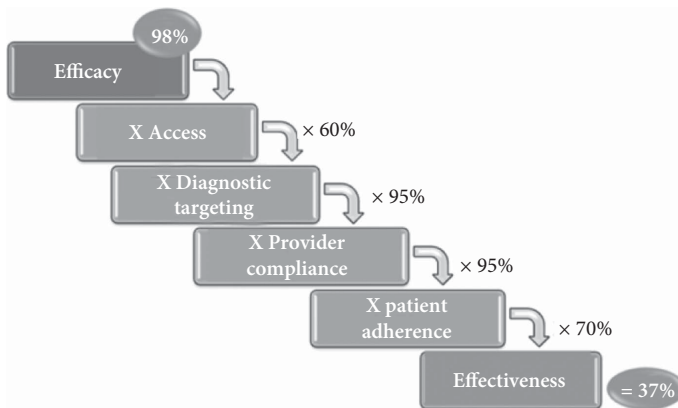 98%
Efficacy
X Access
× 60%
X Diagnostic
targeting
× 95%
X Provider
compliance
× 95%
X patient
adherence
× 70%
Effectiveness
= 37%